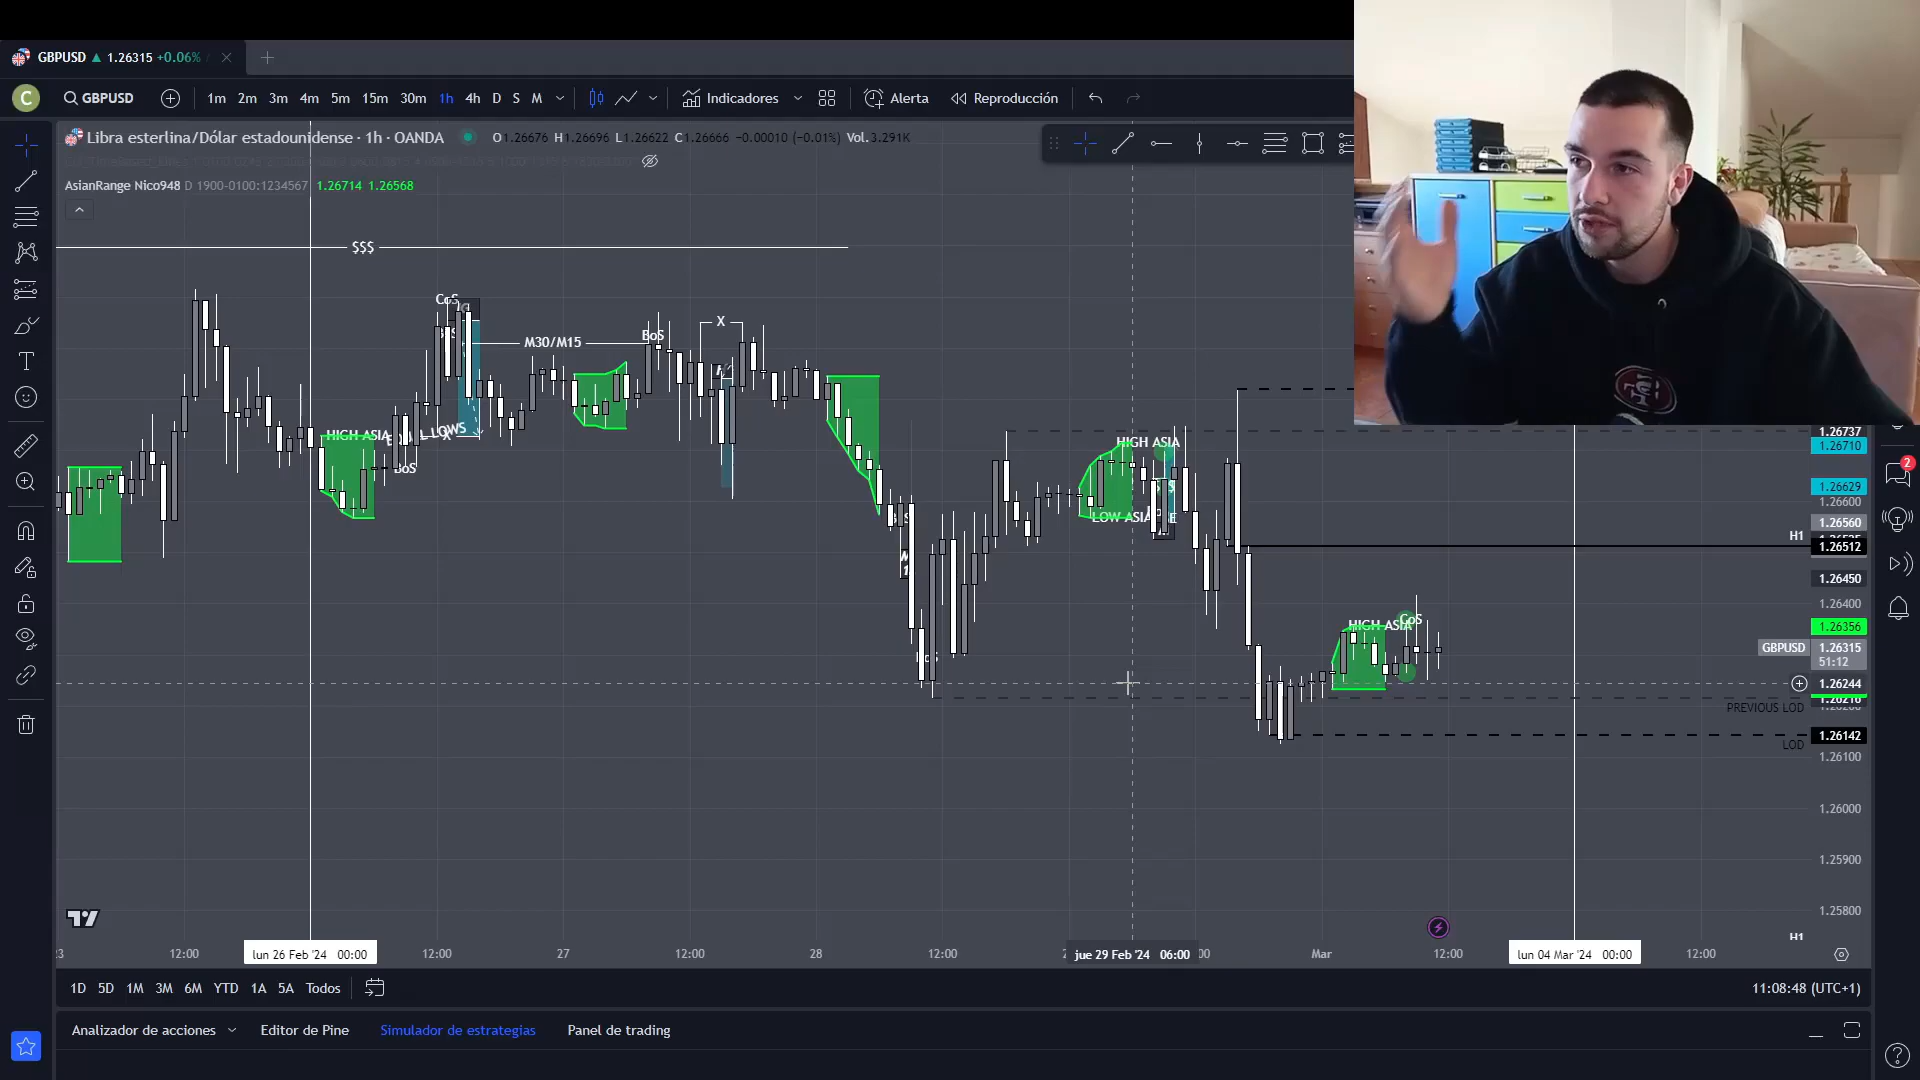 GBPUSD ▲ 1.26315 +0.06%
C GBPUSD 1m 2m 3m 4m 5m 15m 30m 1h 4h D S M Indicadores Alerta Reproducción
Libra esterlina/Dólar estadounidense · 1h · OANDA O1.26676 H1.26696 L1.26622 C1.26666 −0.00010 (−0.01%) Vol.3.291K
AsianRange Nico948 D 1900-0100:1234567 1.26714 1.26568
$$$
CoS
X
BoS
M30/M15
HIGH ASIA
LOWS
X
BoS
HIGH ASIA
LOW ASIA
HIGH ASIA
CoS
H1
PREVIOUS LOD
LOD
H1
1.26737
1.26710
1.26629
1.26600
1.26560
1.26512
1.26450
1.26400
1.26356
GBPUSD 1.26315
51:12
1.26244
1.26142
1.26100
1.26000
1.25900
1.25800
2
12:00 lun 26 Feb '24 00:00 12:00 27 12:00 28 12:00 jue 29 Feb '24 06:00 Mar 12:00 lun 04 Mar '24 00:00 12:00
1D 5D 1M 3M 6M YTD 1A 5A Todos 11:08:48 (UTC+1)
Analizador de acciones Editor de Pine Simulador de estrategias Panel de trading